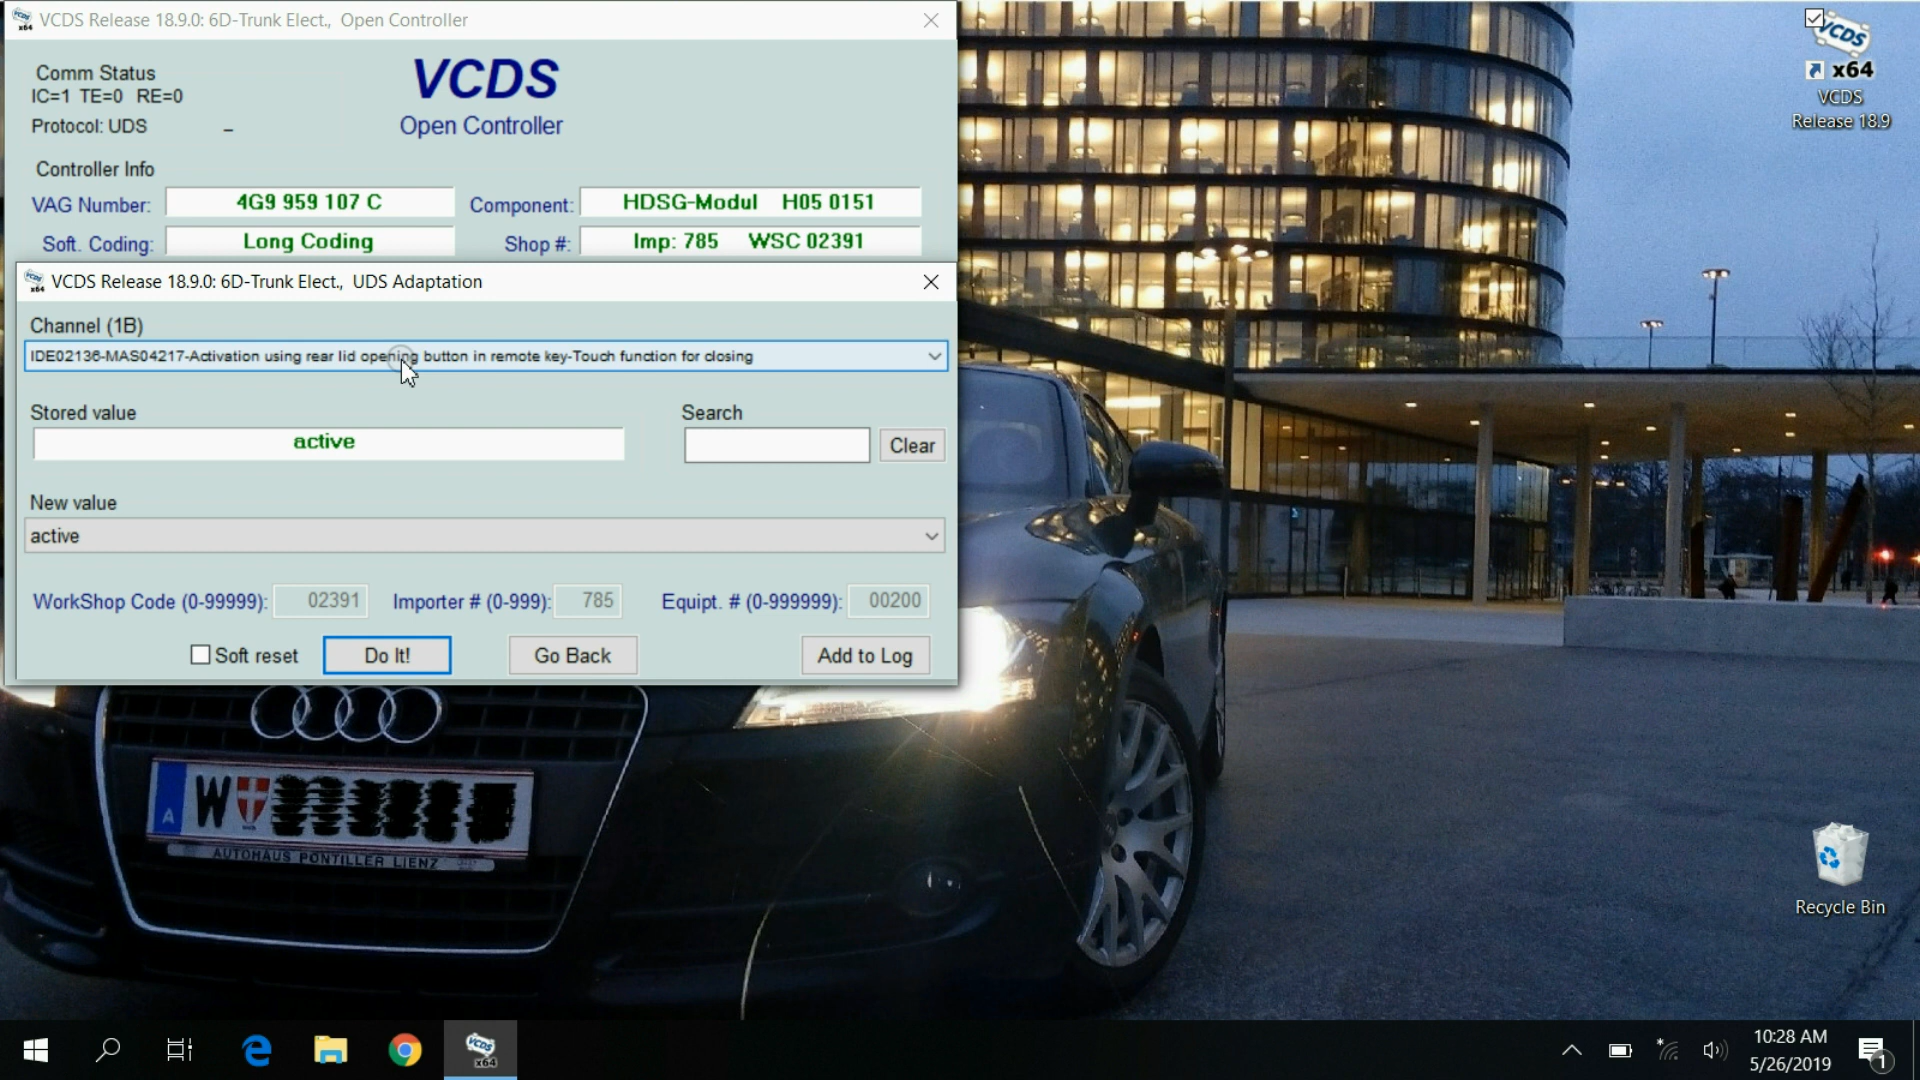 VCDS Release 18.9.0: 6D-Trunk Elect., Open Controller
Comm Status
IC=1 TE=0 RE=0
Protocol: UDS
–
VCDS
Open Controller
Controller Info
VAG Number: 4G9 959 107 C
Component: HDSG-Modul H05 0151
Soft. Coding: Long Coding
Shop #: Imp: 785 WSC 02391
VCDS Release 18.9.0: 6D-Trunk Elect., UDS Adaptation
Channel (1B)
IDE02136-MAS04217-Activation using rear lid opening button in remote key-Touch function for closing
Stored value
active
Search
Clear
New value
active
WorkShop Code (0-99999): 02391
Importer # (0-999): 785
Equipt. # (0-999999): 00200
Soft reset
Do It!
Go Back
Add to Log
A W
AUTOHAUS PONTILLER LIENZ
VCDS
x64
VCDS
Release 18.9
Recycle Bin
VCDS
x64
10:28 AM
5/26/2019
1